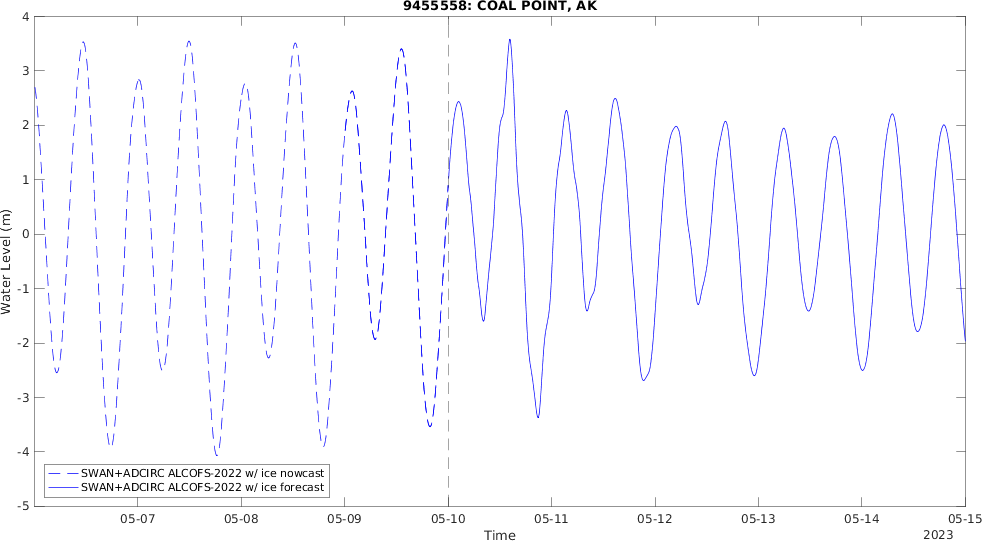 9455558: COAL POINT, AK
4
3
2
1
0
-1
-2
-3
-4
-5
Water Level (m)
SWAN+ADCIRC ALCOFS-2022 w/ ice nowcast
SWAN+ADCIRC ALCOFS-2022 w/ ice forecast
05-07 05-08 05-09 05-10 05-11 05-12 05-13 05-14 05-15
Time
2023